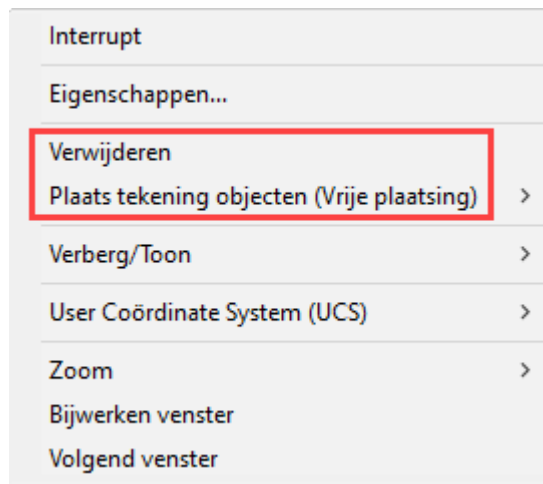 Interrupt
Eigenschappen...
Verwijderen
Plaats tekening objecten (Vrije plaatsing)
Verberg/Toon
User Coördinate System (UCS)
Zoom
Bijwerken venster
Volgend venster